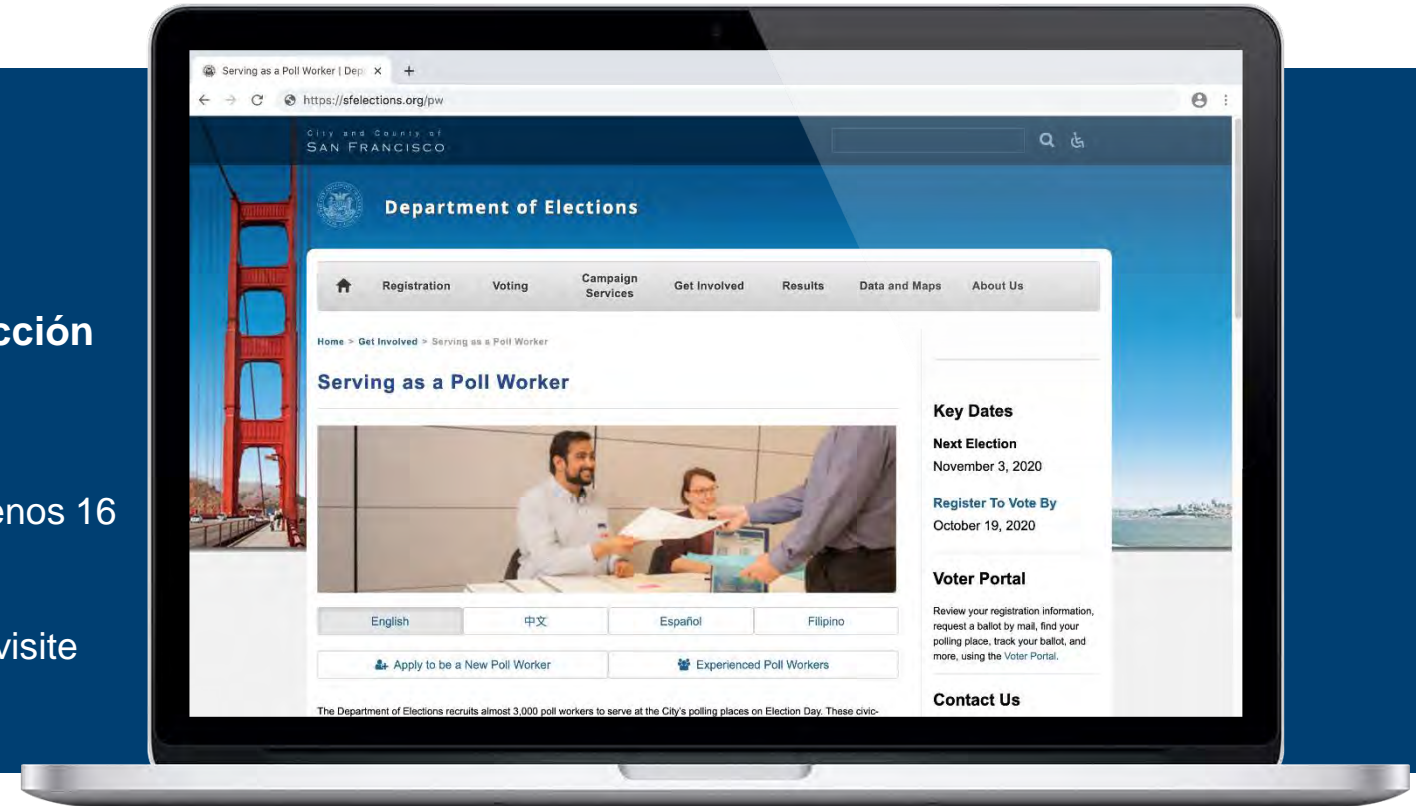 cción
enos 16
visite
Serving as a Poll Worker | Dep
https://sfelections.org/pw
City and County of
SAN FRANCISCO
Department of Elections
Registration Voting Campaign Services Get Involved Results Data and Maps About Us
Home > Get Involved > Serving as a Poll Worker
Serving as a Poll Worker
English 中文 Español Filipino
Apply to be a New Poll Worker Experienced Poll Workers
The Department of Elections recruits almost 3,000 poll workers to serve at the City's polling places on Election Day. These civic-
Key Dates
Next Election
November 3, 2020
Register To Vote By
October 19, 2020
Voter Portal
Review your registration information,
request a ballot by mail, find your
polling place, track your ballot, and
more, using the Voter Portal.
Contact Us